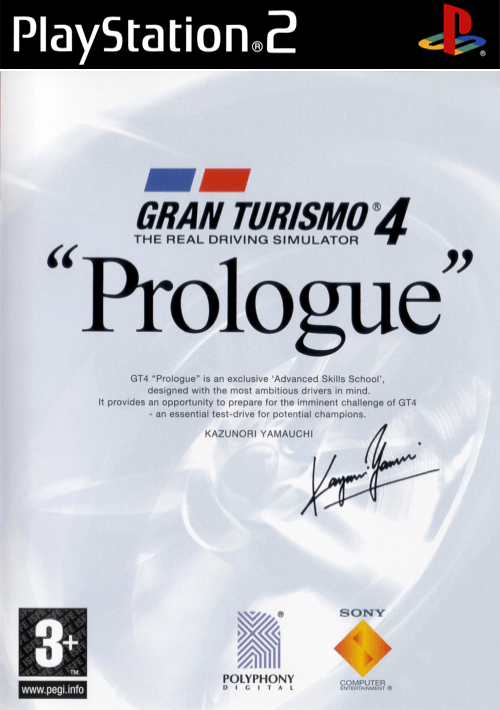 PlayStation®2
®
GRAN TURISMO®4
THE REAL DRIVING SIMULATOR
“Prologue”
GT4 “Prologue” is an exclusive ‘Advanced Skills School’,
designed with the most ambitious drivers in mind.
It provides an opportunity to prepare for the imminent challenge of GT4
- an essential test-drive for potential champions.
KAZUNORI YAMAUCHI
3+
™
www.pegi.info
®
POLYPHONY
DIGITAL
SONY
COMPUTER
ENTERTAINMENT®